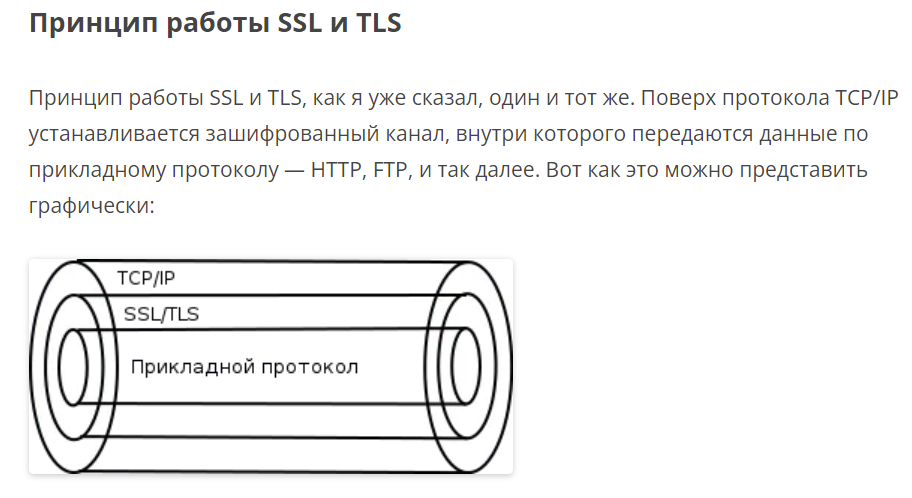 Принцип работы SSL и TLS
Принцип работы SSL и TLS, как я уже сказал, один и тот же. Поверх протокола TCP/IP
устанавливается зашифрованный канал, внутри которого передаются данные по
прикладному протоколу — HTTP, FTP, и так далее. Вот как это можно представить
графически:
TCP/IP
SSL/TLS
Прикладной протокол